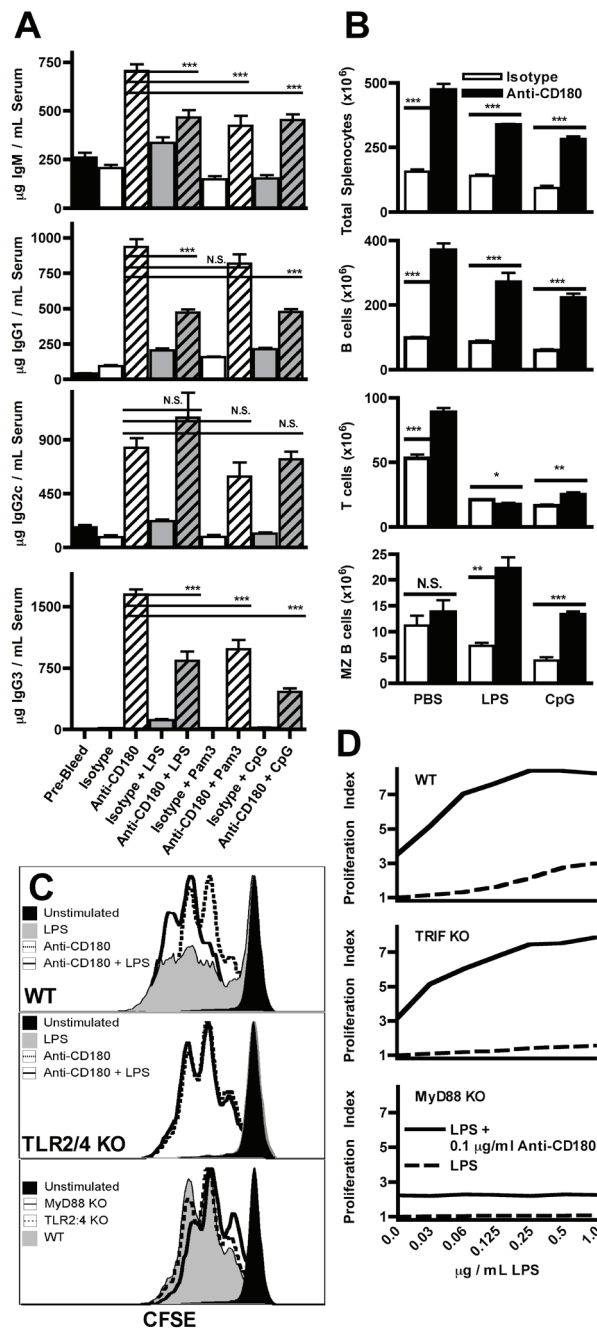 A
μg IgM / mL Serum
750
500
250
0
***
***
***
μg IgG1 / mL Serum
1000
750
500
250
0
***
N.S.
***
μg IgG2c / mL Serum
900
450
0
N.S.
N.S.
N.S.
μg IgG3 / mL Serum
1500
750
0
***
***
***
Pre-Bleed
Isotype
Anti-CD180
Isotype + LPS
Anti-CD180 + LPS
Isotype + Pam3
Anti-CD180 + Pam3
Isotype + CpG
Anti-CD180 + CpG
B
Isotype
Anti-CD180
Total Splenocytes (x10⁶)
500
250
0
***
***
***
B cells (x10⁶)
400
200
0
***
***
***
T cells (x10⁶)
100
50
0
***
*
**
MZ B cells (x10⁶)
25
20
15
10
5
0
N.S.
**
***
PBS
LPS
CpG
C
Unstimulated
LPS
Anti-CD180
Anti-CD180 + LPS
WT
Unstimulated
LPS
Anti-CD180
Anti-CD180 + LPS
TLR2/4 KO
Unstimulated
MyD88 KO
TLR2:4 KO
WT
CFSE
D
Proliferation Index
7
3
1
WT
Proliferation Index
7
3
1
TRIF KO
Proliferation Index
7
3
1
MyD88 KO
LPS +
0.1 μg/ml Anti-CD180
LPS
0.0
0.03
0.06
0.125
0.25
0.5
1.0
μg / mL LPS